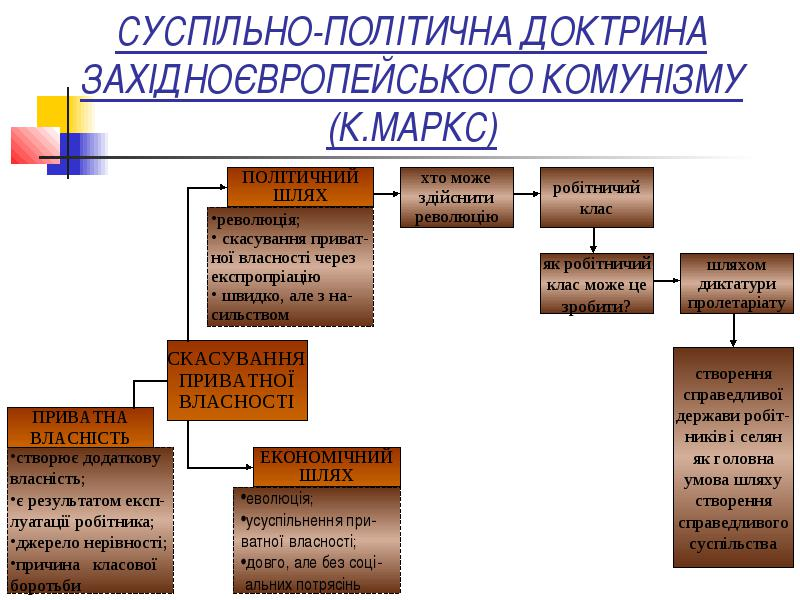 СУСПІЛЬНО-ПОЛІТИЧНА ДОКТРИНА
ЗАХІДНОЄВРОПЕЙСЬКОГО КОМУНІЗМУ
(К.МАРКС)
ПОЛІТИЧНИЙ
ШЛЯХ
•революція;
• скасування приват-
ної власності через
експропріацію
• швидко, але з на-
сильством
хто може
здійснити
революцію
робітничий
клас
як робітничий
клас може це
зробити?
шляхом
диктатури
пролетаріату
створення
справедливої
держави робіт-
ників і селян
як головна
умова шляху
створення
справедливого
суспільства
СКАСУВАННЯ
ПРИВАТНОЇ
ВЛАСНОСТІ
ПРИВАТНА
ВЛАСНІСТЬ
•створює додаткову
власність;
•є результатом експ-
луатації робітника;
•джерело нерівності;
•причина класової
боротьби
ЕКОНОМІЧНИЙ
ШЛЯХ
•еволюція;
•усуспільнення при-
ватної власності;
•довго, але без соці-
альних потрясінь